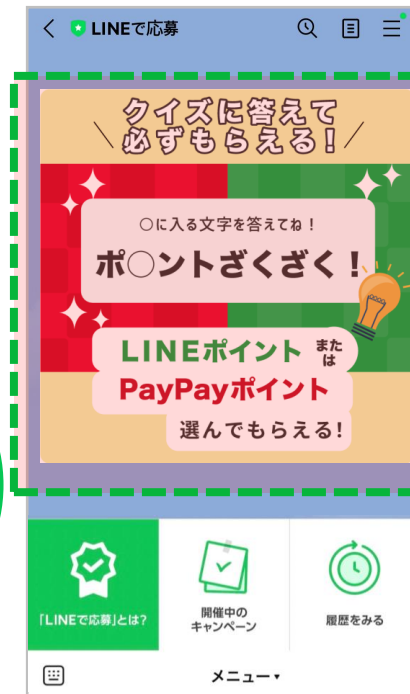 LINEで応募
クイズに答えて
必ずもらえる!
○に入る文字を答えてね!
ポ○ントざくざく!
LINEポイント または
PayPayポイント
選んでもらえる!
「LINEで応募」とは?
開催中の
キャンペーン
履歴をみる
メニュー▾